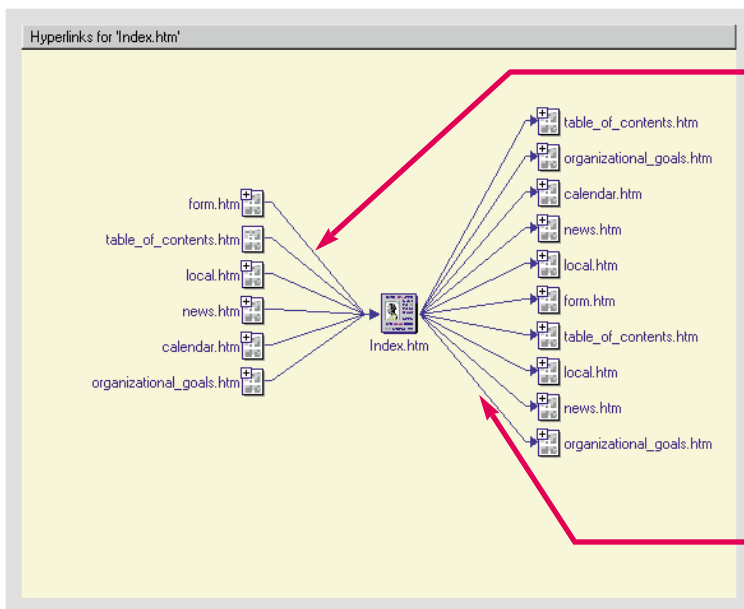 Hyperlinks for 'Index.htm'
form.htm
table_of_contents.htm
local.htm
news.htm
calendar.htm
organizational_goals.htm
Index.htm
table_of_contents.htm
organizational_goals.htm
calendar.htm
news.htm
local.htm
form.htm
table_of_contents.htm
local.htm
news.htm
organizational_goals.htm